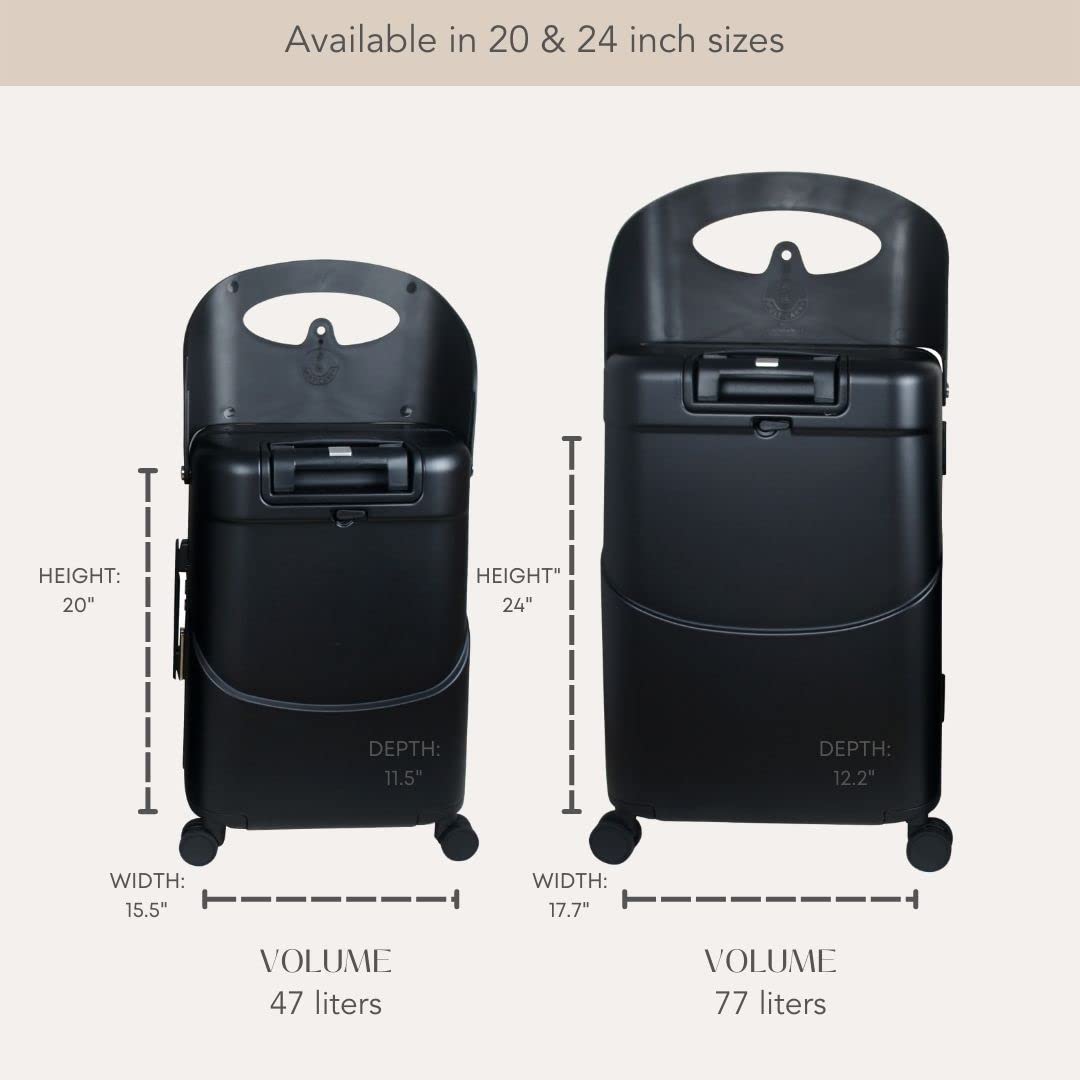 Available in 20 & 24 inch sizes
HEIGHT:
20"
HEIGHT"
24"
DEPTH:
11.5"
DEPTH:
12.2"
WIDTH:
15.5"
WIDTH:
17.7"
VOLUME
47 liters
VOLUME
77 liters